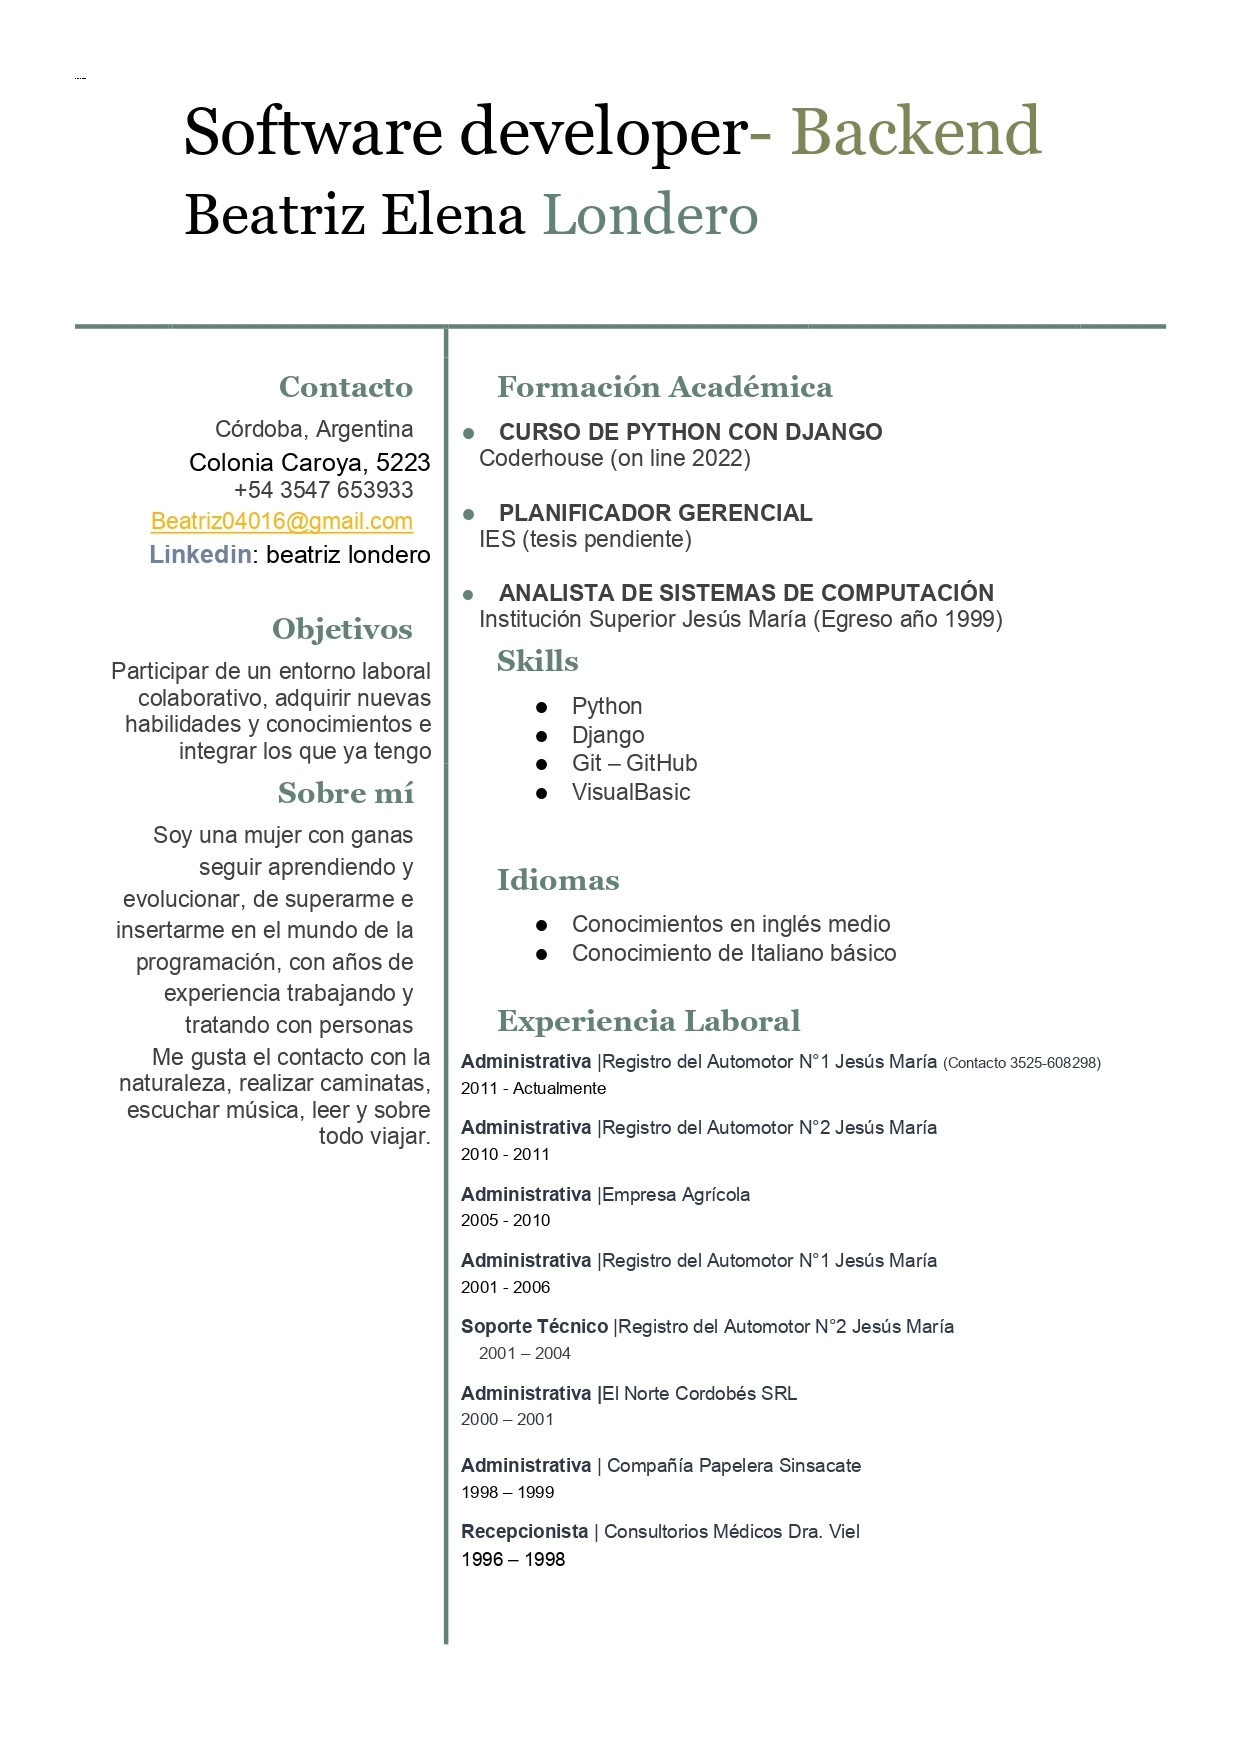 Software developer- Backend
Beatriz Elena Londero
Contacto
Córdoba, Argentina
Colonia Caroya, 5223
+54 3547 653933
Beatriz04016@gmail.com
Linkedin: beatriz londero
Objetivos
Participar de un entorno laboral
colaborativo, adquirir nuevas
habilidades y conocimientos e
integrar los que ya tengo
Sobre mí
Soy una mujer con ganas
seguir aprendiendo y
evolucionar, de superarme e
insertarme en el mundo de la
programación, con años de
experiencia trabajando y
tratando con personas
Me gusta el contacto con la
naturaleza, realizar caminatas,
escuchar música, leer y sobre
todo viajar.
Formación Académica
● CURSO DE PYTHON CON DJANGO
Coderhouse (on line 2022)
● PLANIFICADOR GERENCIAL
IES (tesis pendiente)
● ANALISTA DE SISTEMAS DE COMPUTACIÓN
Institución Superior Jesús María (Egreso año 1999)
Skills
● Python
● Django
● Git – GitHub
● VisualBasic
Idiomas
● Conocimientos en inglés medio
● Conocimiento de Italiano básico
Experiencia Laboral
Administrativa |Registro del Automotor N°1 Jesús María (Contacto 3525-608298)
2011 - Actualmente
Administrativa |Registro del Automotor N°2 Jesús María
2010 - 2011
Administrativa |Empresa Agrícola
2005 - 2010
Administrativa |Registro del Automotor N°1 Jesús María
2001 - 2006
Soporte Técnico |Registro del Automotor N°2 Jesús María
2001 – 2004
Administrativa |El Norte Cordobés SRL
2000 – 2001
Administrativa | Compañía Papelera Sinsacate
1998 – 1999
Recepcionista | Consultorios Médicos Dra. Viel
1996 – 1998